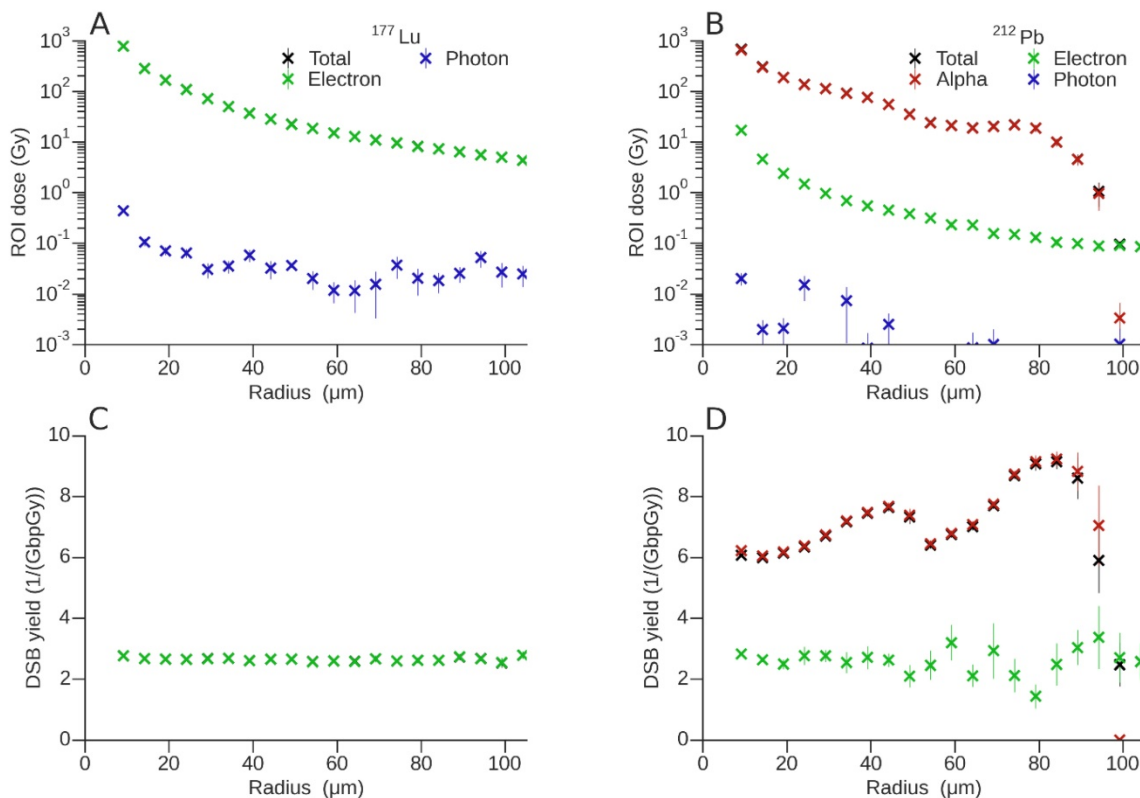 A
¹⁷⁷Lu
Total
Photon
Electron
ROI dose (Gy)
10³
10²
10¹
10⁰
10⁻¹
10⁻²
10⁻³
0 20 40 60 80 100
Radius (µm)
B
²¹²Pb
Total
Electron
Alpha
Photon
ROI dose (Gy)
10³
10²
10¹
10⁰
10⁻¹
10⁻²
10⁻³
0 20 40 60 80 100
Radius (µm)
C
DSB yield (1/(GbpGy))
10
8
6
4
2
0
0 20 40 60 80 100
Radius (µm)
D
DSB yield (1/(GbpGy))
10
8
6
4
2
0
0 20 40 60 80 100
Radius (µm)